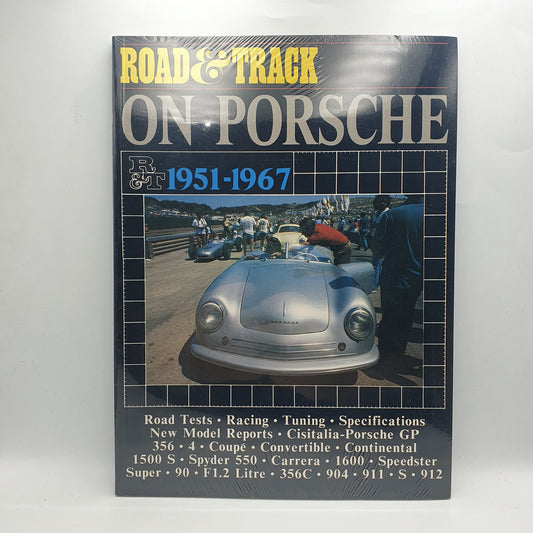 ROAD & TRACK
ON PORSCHE
R&T 1951-1967
Road Tests • Racing • Tuning • Specifications
New Model Reports • Cisitalia-Porsche GP
356 • 4 • Coupé • Convertible • Continental
1500 S • Spyder 550 • Carrera • 1600 • Speedster
Super • 90 • F1.2 Litre • 356C • 904 • 911 • S • 912